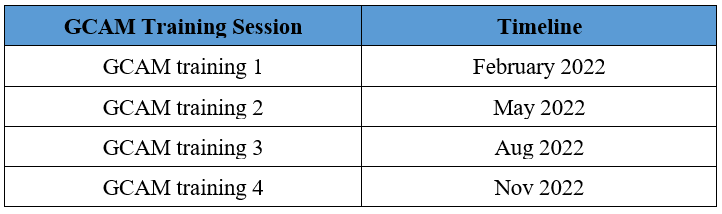 GCAM Training Session Timeline
GCAM training 1 February 2022
GCAM training 2 May 2022
GCAM training 3 Aug 2022
GCAM training 4 Nov 2022